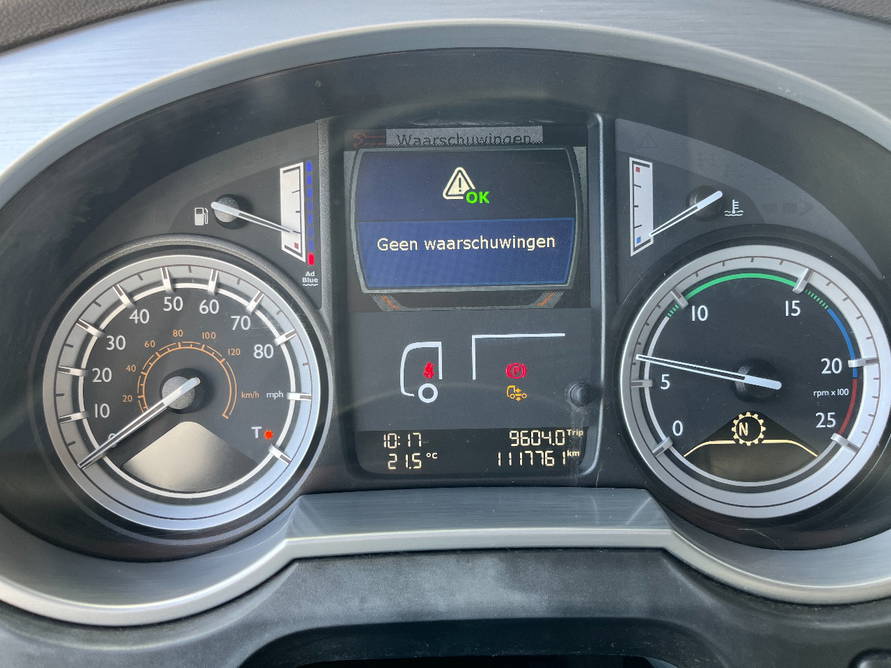 Waarschuwingen...
OK
Geen waarschuwingen
Ad
Blue
0 10 20 30 40 50 60 70 80
20 40 60 80 100 120
km/h mph
T
10:17
9604.0 Trip
21.5 °C
1117761 km
0 5 10 15 20 25
rpm x 100
N